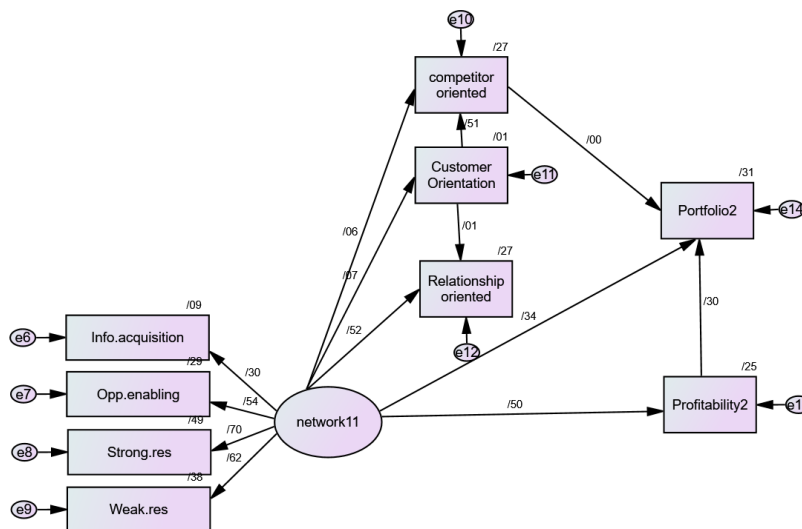 e10
/27
competitor
oriented
/51
/01
Customer
Orientation
e11
/00
/31
Portfolio2
e14
/06
/07
/01
/27
Relationship
oriented
/52
e12
/34
/30
/09
e6
Info.acquisition
/30
/29
e7
Opp.enabling
/54
network11
/50
/25
Profitability2
e1
/49
e8
Strong.res
/70
/62
/38
e9
Weak.res